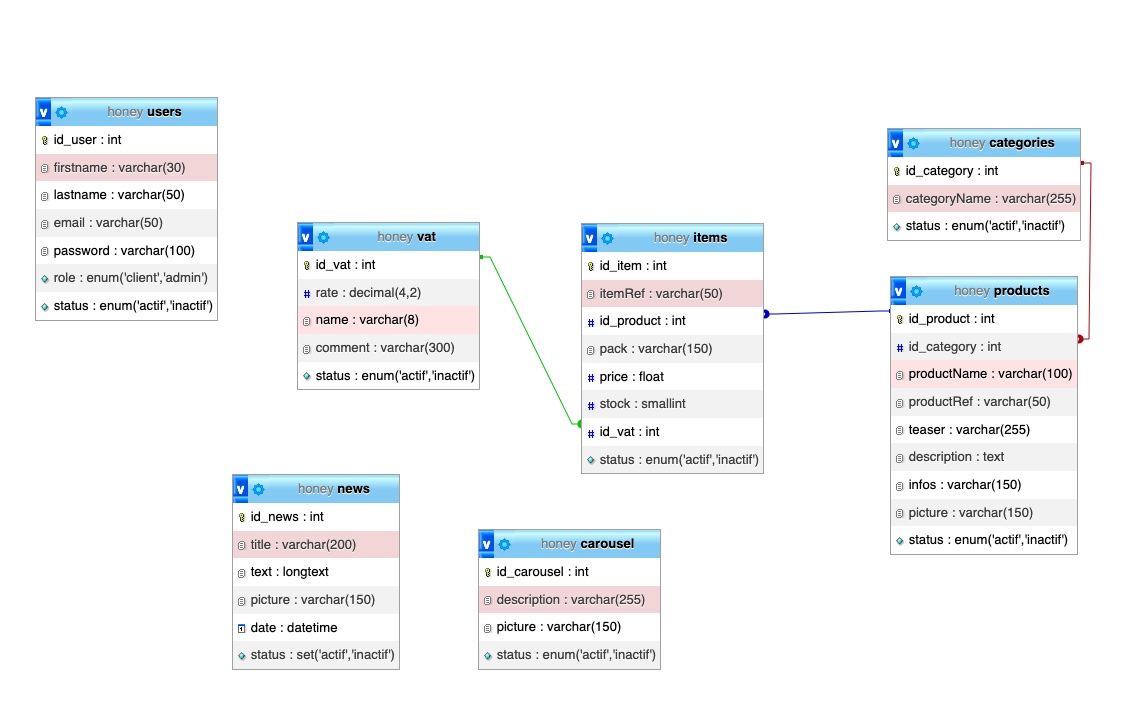 v honey users
id_user : int
firstname : varchar(30)
lastname : varchar(50)
email : varchar(50)
password : varchar(100)
role : enum('client','admin')
status : enum('actif','inactif')
v honey vat
id_vat : int
# rate : decimal(4,2)
name : varchar(8)
comment : varchar(300)
status : enum('actif','inactif')
v honey items
id_item : int
itemRef : varchar(50)
# id_product : int
pack : varchar(150)
# price : float
# stock : smallint
# id_vat : int
status : enum('actif','inactif')
v honey categories
id_category : int
categoryName : varchar(255)
status : enum('actif','inactif')
v honey products
id_product : int
# id_category : int
productName : varchar(100)
productRef : varchar(50)
teaser : varchar(255)
description : text
infos : varchar(150)
picture : varchar(150)
status : enum('actif','inactif')
v honey news
id_news : int
title : varchar(200)
text : longtext
picture : varchar(150)
date : datetime
status : set('actif','inactif')
v honey carousel
id_carousel : int
description : varchar(255)
picture : varchar(150)
status : enum('actif','inactif')